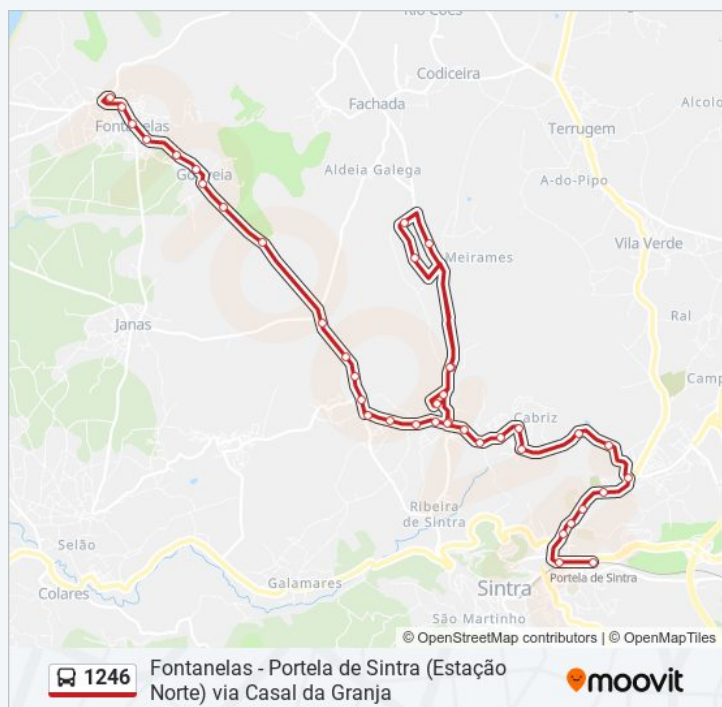 Rio Coes
Codiceira
Alcolo
Fachada
Terrugem
Fontanelas
Aldeia Galega
A-do-Pipo
Vila Verde
Meirames
Janas
Ral
Camp
Cabriz
Ribeira
de Sintra
Selão
Portela de Sintra
Galamares
Sintra
Colares
São Martinho
© OpenStreetMap contributors | © OpenMapTiles
1246
Fontanelas - Portela de Sintra (Estação
Norte) via Casal da Granja
moovit